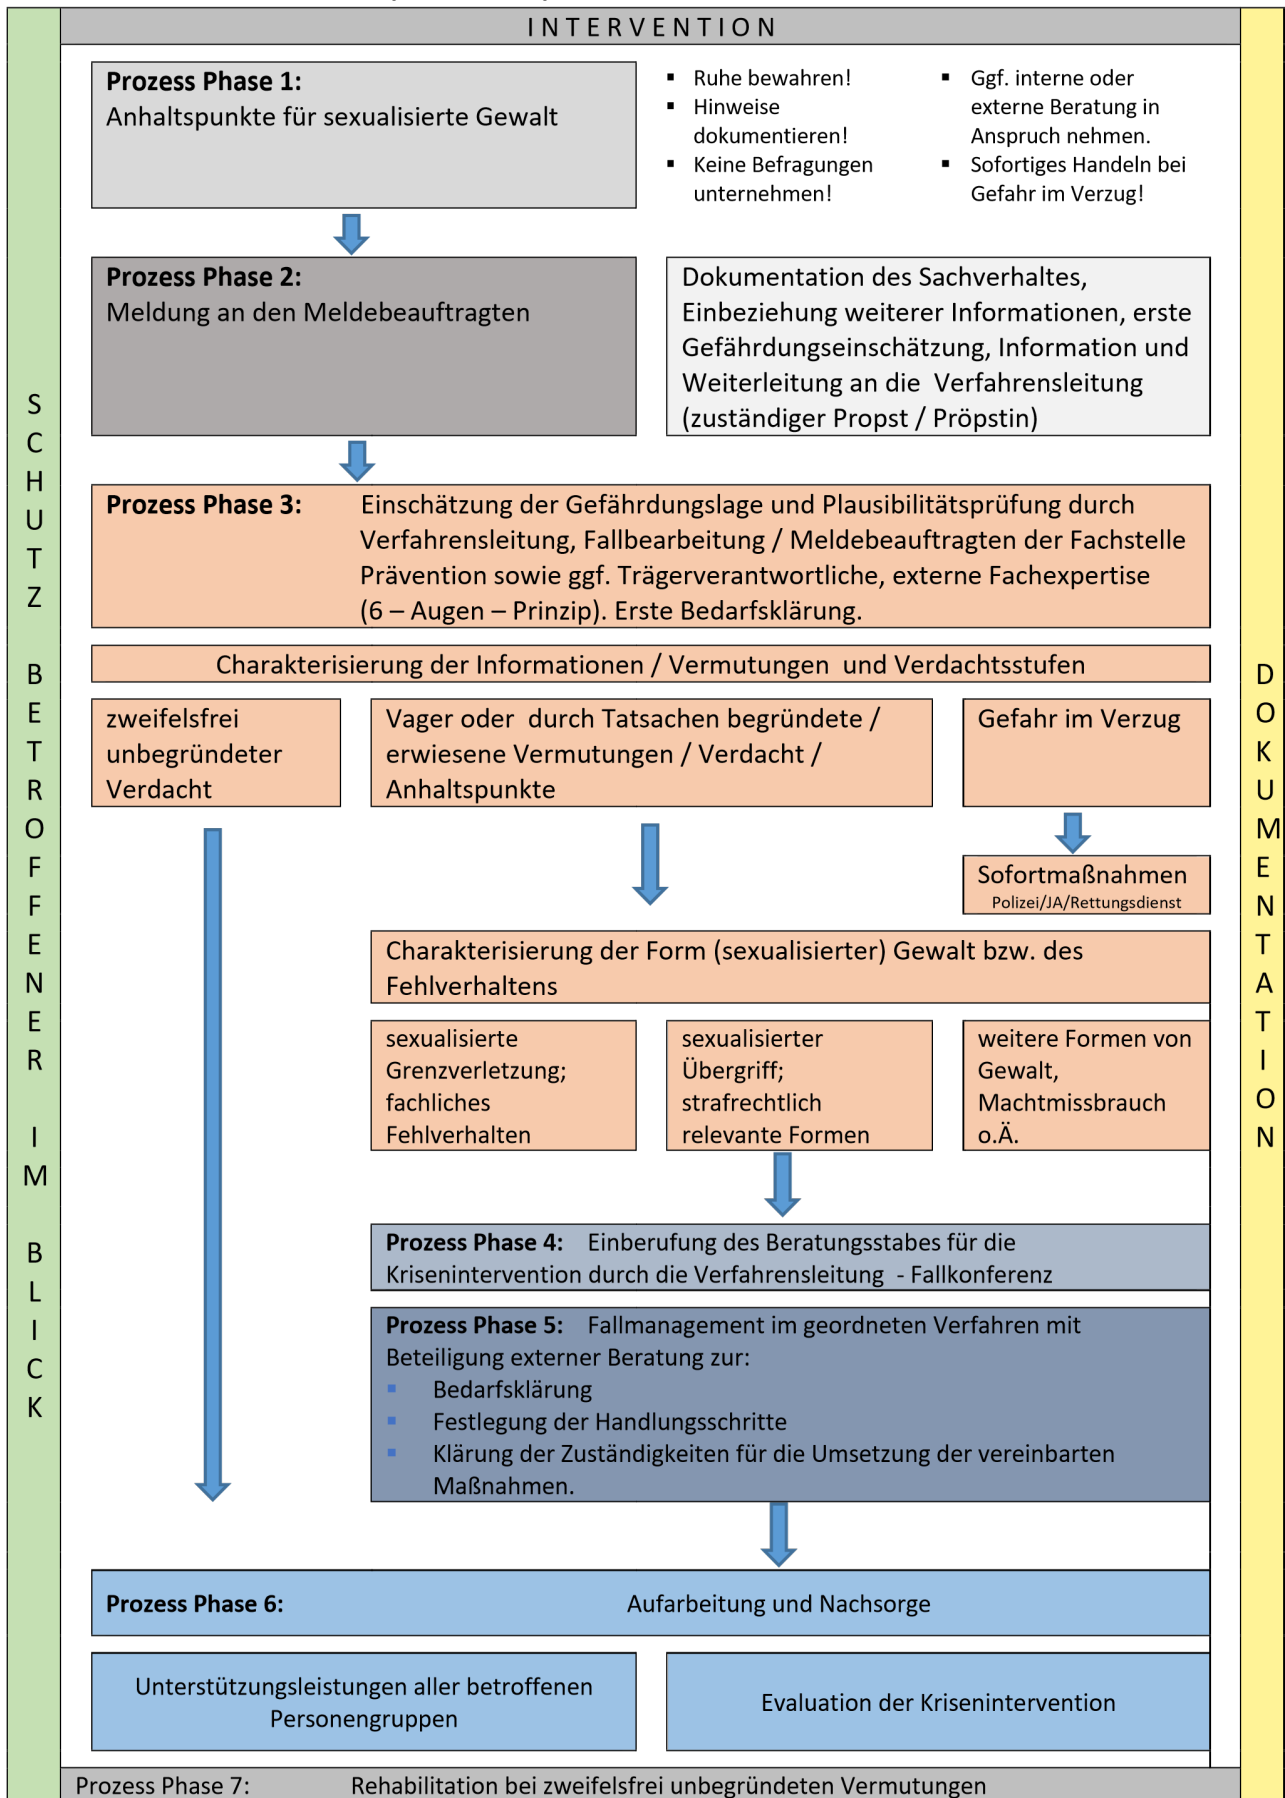 INTERVENTION
Prozess Phase 1:
Anhaltspunkte für sexualisierte Gewalt
▪ Ruhe bewahren!
▪ Hinweise
dokumentieren!
▪ Keine Befragungen
unternehmen!
▪ Ggf. interne oder
externe Beratung in
Anspruch nehmen.
▪ Sofortiges Handeln bei
Gefahr im Verzug!
Prozess Phase 2:
Meldung an den Meldebeauftragten
Dokumentation des Sachverhaltes,
Einbeziehung weiterer Informationen, erste
Gefährdungseinschätzung, Information und
Weiterleitung an die Verfahrensleitung
(zuständiger Propst / Pröpstin)
Prozess Phase 3: Einschätzung der Gefährdungslage und Plausibilitätsprüfung durch
Verfahrensleitung, Fallbearbeitung / Meldebeauftragten der Fachstelle
Prävention sowie ggf. Trägerverantwortliche, externe Fachexpertise
(6 – Augen – Prinzip). Erste Bedarfsklärung.
Charakterisierung der Informationen / Vermutungen und Verdachtsstufen
zweifelsfrei
unbegründeter
Verdacht
Vager oder durch Tatsachen begründete /
erwiesene Vermutungen / Verdacht /
Anhaltspunkte
Gefahr im Verzug
Sofortmaßnahmen
Polizei/JA/Rettungsdienst
Charakterisierung der Form (sexualisierter) Gewalt bzw. des
Fehlverhaltens
sexualisierte
Grenzverletzung;
fachliches
Fehlverhalten
sexualisierter
Übergriff;
strafrechtlich
relevante Formen
weitere Formen von
Gewalt,
Machtmissbrauch
o.Ä.
Prozess Phase 4: Einberufung des Beratungsstabes für die
Krisenintervention durch die Verfahrensleitung - Fallkonferenz
Prozess Phase 5: Fallmanagement im geordneten Verfahren mit
Beteiligung externer Beratung zur:
▪ Bedarfsklärung
▪ Festlegung der Handlungsschritte
▪ Klärung der Zuständigkeiten für die Umsetzung der vereinbarten
Maßnahmen.
Prozess Phase 6: Aufarbeitung und Nachsorge
Unterstützungsleistungen aller betroffenen
Personengruppen
Evaluation der Krisenintervention
Prozess Phase 7: Rehabilitation bei zweifelsfrei unbegründeten Vermutungen
SCHUTZ BETROFFENER IM BLICK
DOKUMENTATION